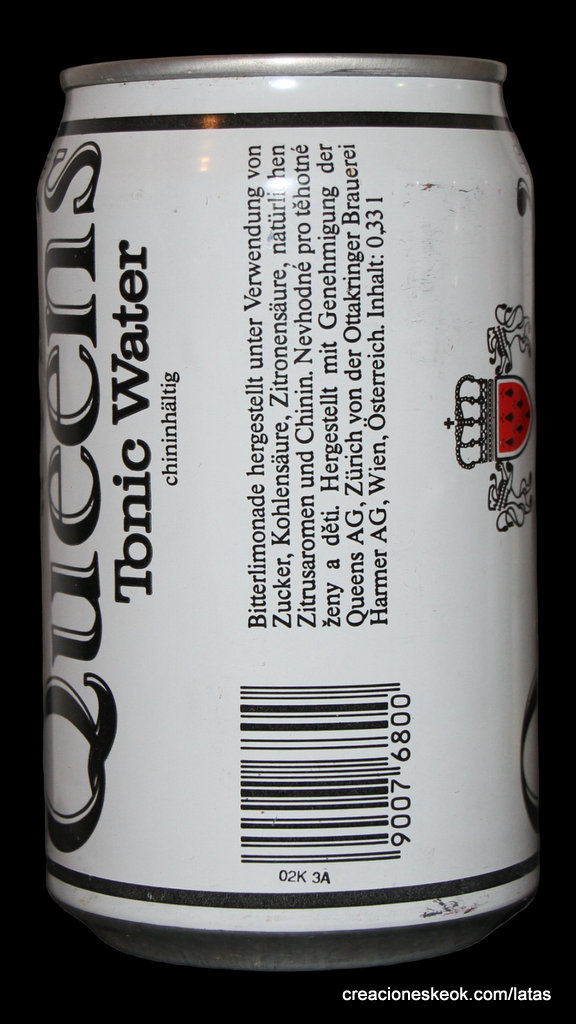 Queens
Tonic Water
chininhältig
Bitterlimonade hergestellt unter Verwendung von
Zucker, Kohlensäure, Zitronensäure, natürlichen
Zitrusaromen und Chinin. Nevhodné pro těhotné
ženy a děti. Hergestellt mit Genehmigung der
Queens AG, Zürich von der Ottakringer Brauerei
Harmer AG, Wien, Österreich. Inhalt: 0,33 l
9007 6800
02K 3A
creacioneskeok.com/latas